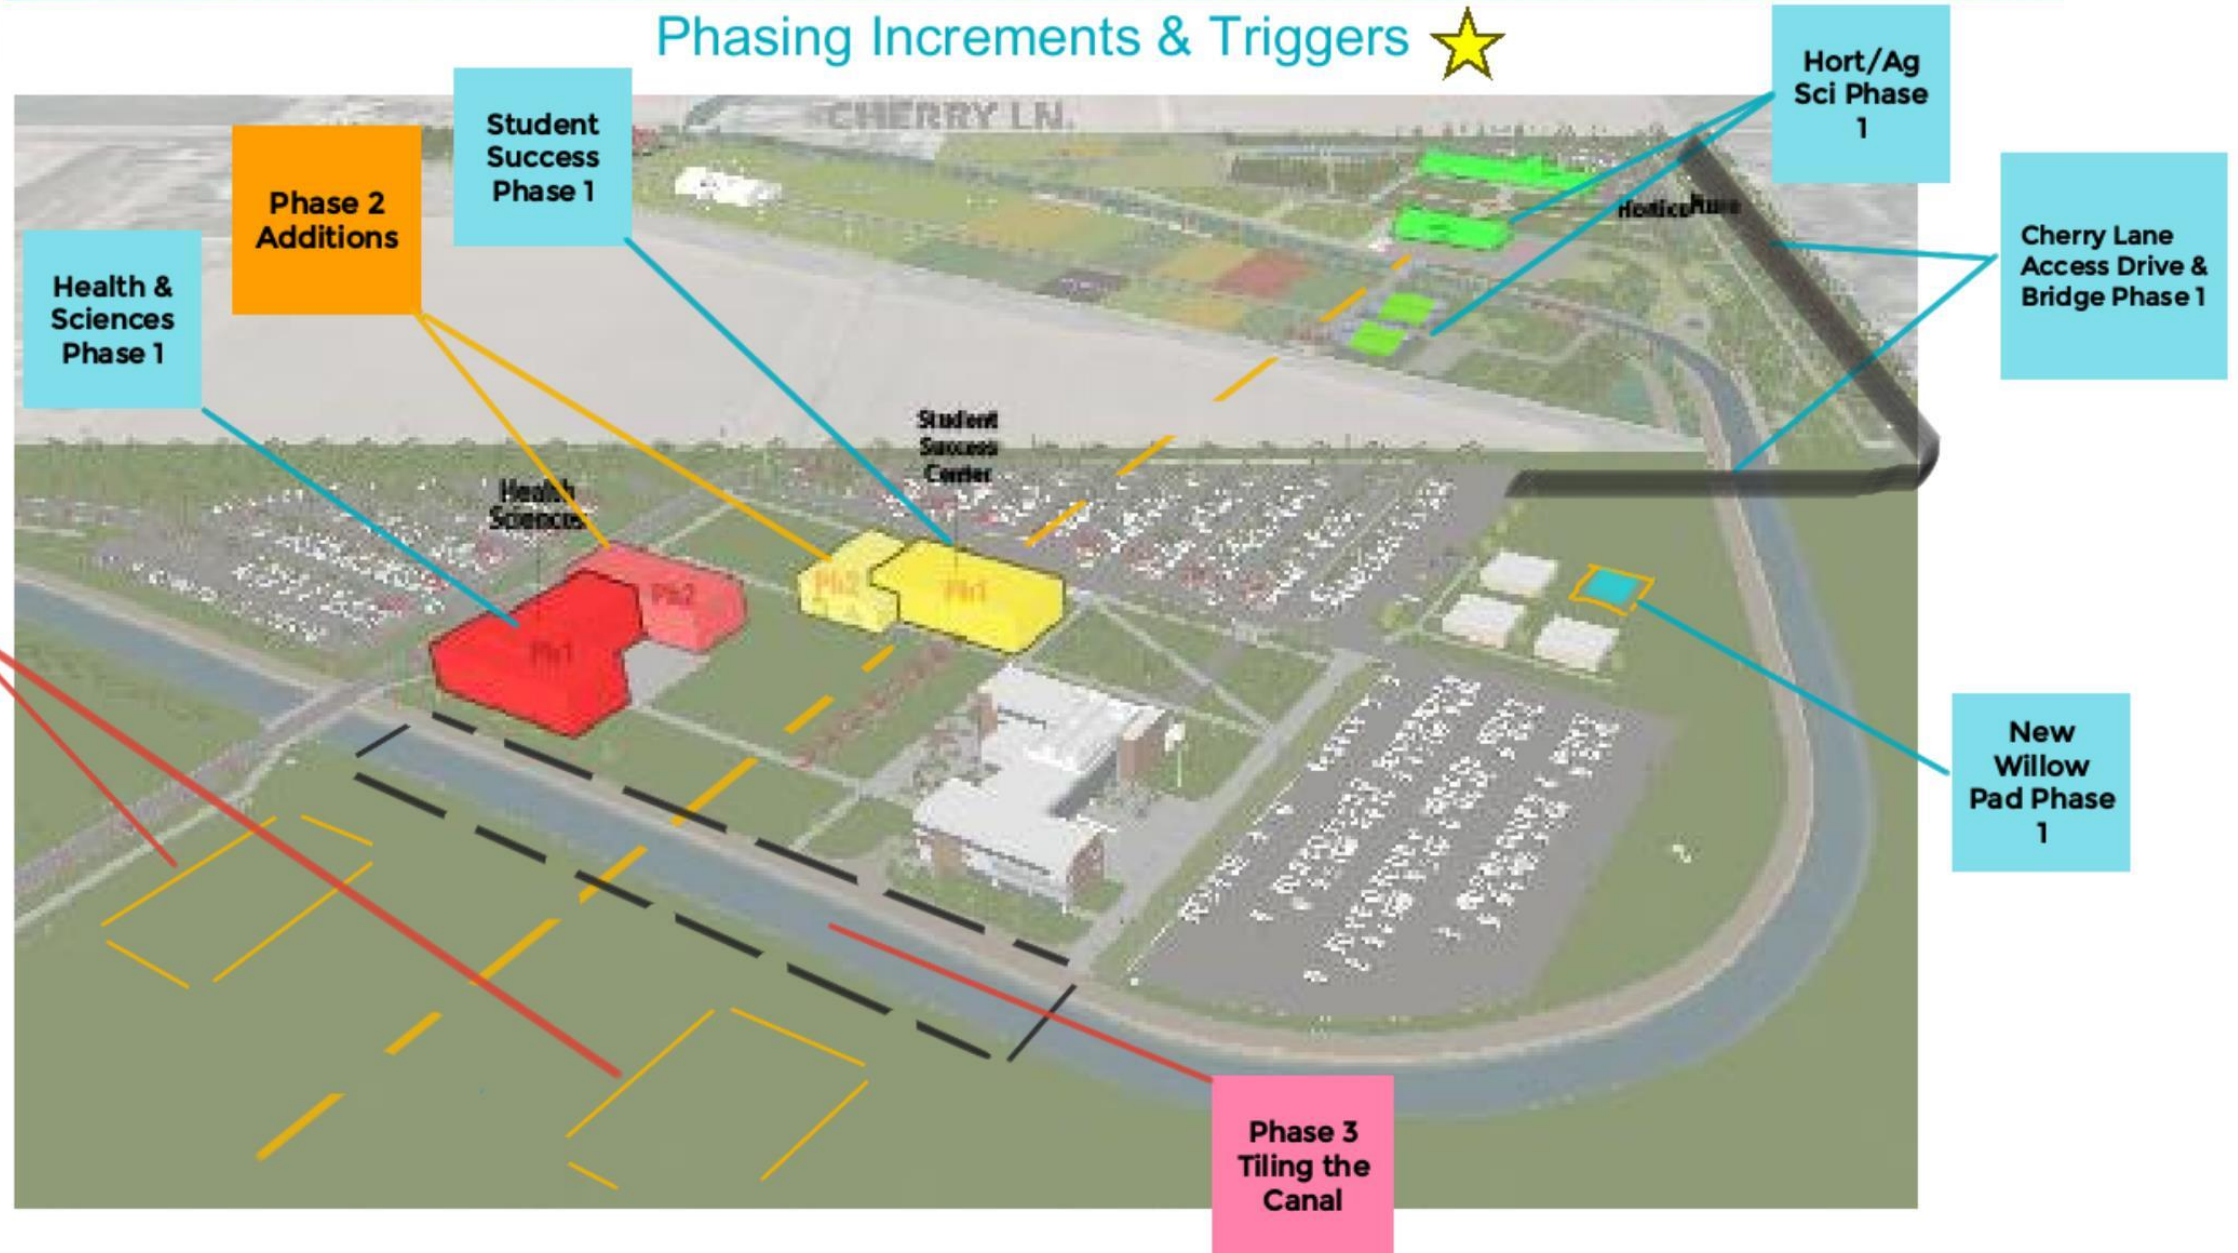 Phasing Increments & Triggers
Hort/Ag
Sci Phase
1
Student
Success
Phase 1
CHERRY LN.
Phase 2
Additions
Cherry Lane
Access Drive &
Bridge Phase 1
Horticulture
Health &
Sciences
Phase 1
Student
Success
Center
Health
Sciences
Ph2
Ph2
Ph1
Ph1
New
Willow
Pad Phase
1
Phase 3
Tiling the
Canal